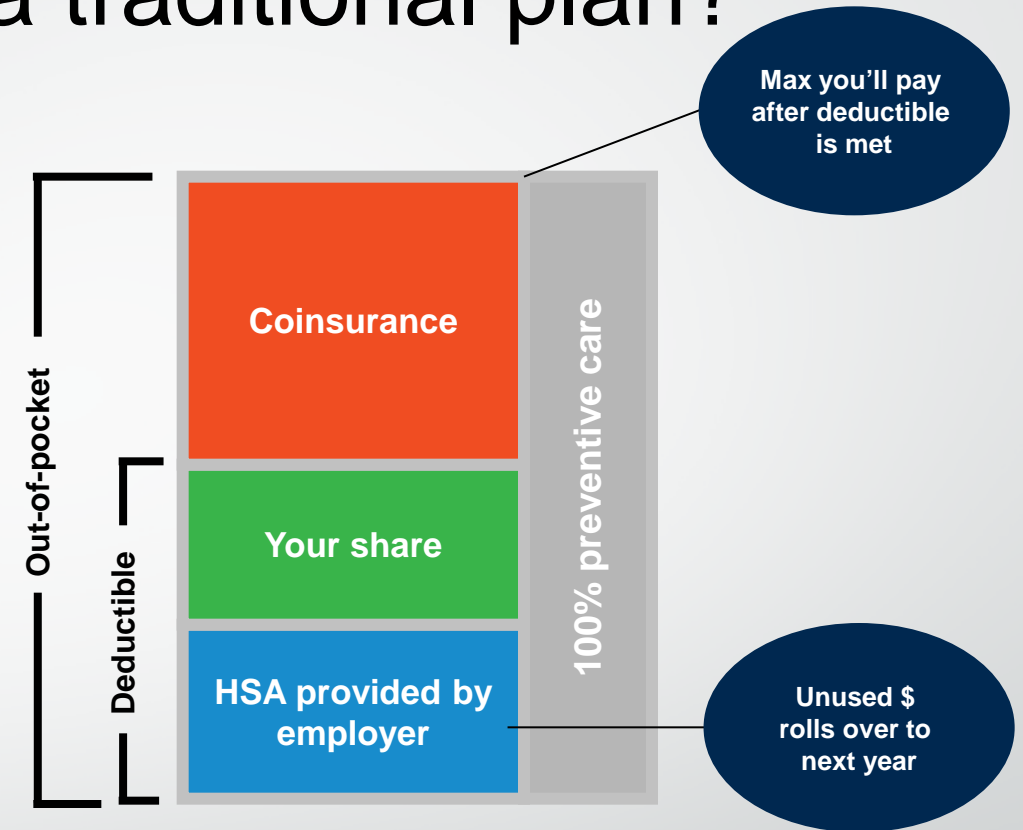 a traditional plan?
Max you’ll pay
after deductible
is met
Out-of-pocket
Deductible
Coinsurance
Your share
HSA provided by
employer
100% preventive care
Unused $
rolls over to
next year